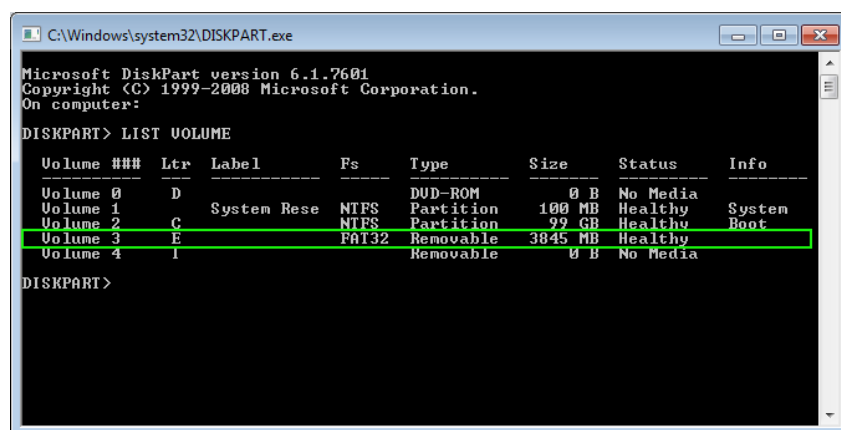 C:\Windows\system32\DISKPART.exe
Microsoft DiskPart version 6.1.7601
Copyright (C) 1999-2008 Microsoft Corporation.
On computer:
DISKPART> LIST VOLUME
Volume ### Ltr Label Fs Type Size Status Info
---------- --- ----------- ----- ---------- ------- --------- --------
Volume 0 D DVD-ROM 0 B No Media
Volume 1 System Rese NTFS Partition 100 MB Healthy System
Volume 2 C NTFS Partition 99 GB Healthy Boot
Volume 3 E FAT32 Removable 3845 MB Healthy
Volume 4 I Removable 0 B No Media
DISKPART>